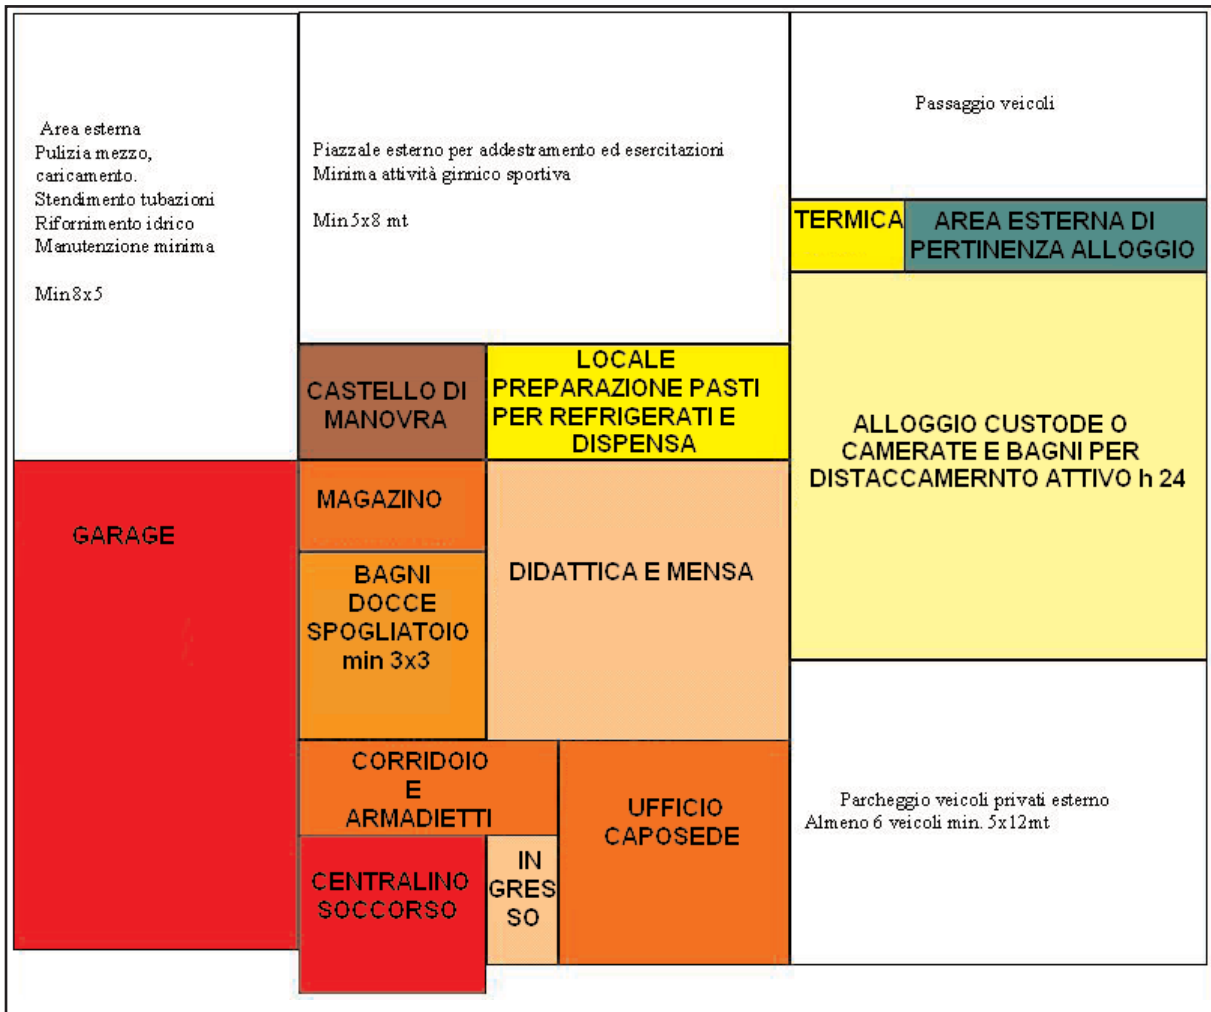 Area esterna
Pulizia mezzo,
caricamento.
Stendimento tubazioni
Rifornimento idrico
Manutenzione minima
Min 8x5
Piazzale esterno per addestramento ed esercitazioni
Minima attività ginnico sportiva
Min 5x8 mt
Passaggio veicoli
TERMICA
AREA ESTERNA DI
PERTINENZA ALLOGGIO
CASTELLO DI
MANOVRA
LOCALE
PREPARAZIONE PASTI
PER REFRIGERATI E
DISPENSA
ALLOGGIO CUSTODE O
CAMERATE E BAGNI PER
DISTACCAMERNTO ATTIVO h 24
GARAGE
MAGAZINO
BAGNI
DOCCE
SPOGLIATOIO
min 3x3
DIDATTICA E MENSA
CORRIDOIO
E
ARMADIETTI
UFFICIO
CAPOSEDE
Parcheggio veicoli privati esterno
Almeno 6 veicoli min. 5x12mt
CENTRALINO
SOCCORSO
IN
GRES
SO